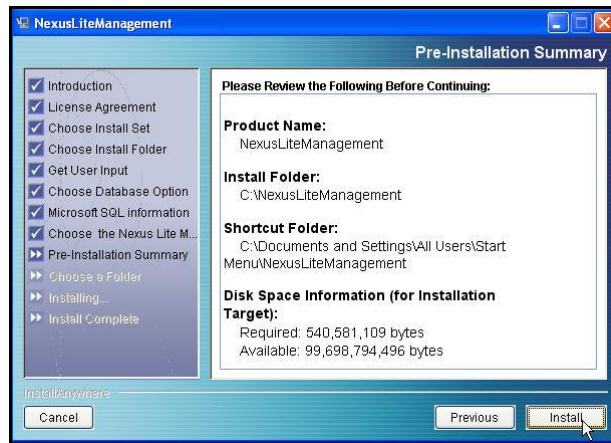 NexusLiteManagement
Pre-Installation Summary
Introduction
License Agreement
Choose Install Set
Choose Install Folder
Get User Input
Choose Database Option
Microsoft SQL information
Choose the Nexus Lite M...
Pre-Installation Summary
Choose a Folder
Installing...
Install Complete
Please Review the Following Before Continuing:
Product Name:
NexusLiteManagement
Install Folder:
C:\NexusLiteManagement
Shortcut Folder:
C:\Documents and Settings\All Users\Start
Menu\NexusLiteManagement
Disk Space Information (for Installation
Target):
Required: 540,581,109 bytes
Available: 99,698,794,496 bytes
InstallAnywhere
Cancel
Previous
Install